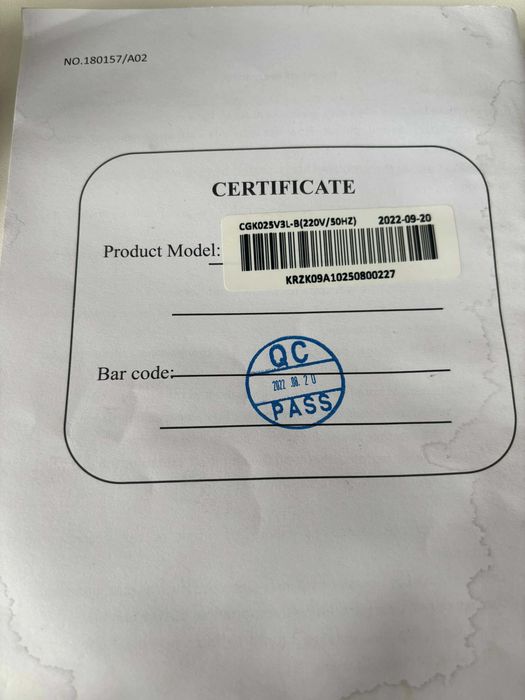 NO.180157/A02
CERTIFICATE
CGK025V3L-B(220V/50HZ) 2022-09-20
Product Model:
KRZK09A10250800227
QC
Bar code:
PASS